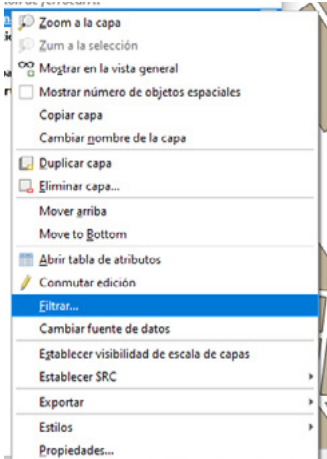 Zoom a la capa
Zum a la selección
Mostrar en la vista general
Mostrar número de objetos espaciales
Copiar capa
Cambiar nombre de la capa
Duplicar capa
Eliminar capa...
Mover arriba
Move to Bottom
Abrir tabla de atributos
Conmutar edición
Filtrar...
Cambiar fuente de datos
Establecer visibilidad de escala de capas
Establecer SRC
Exportar
Estilos
Propiedades...